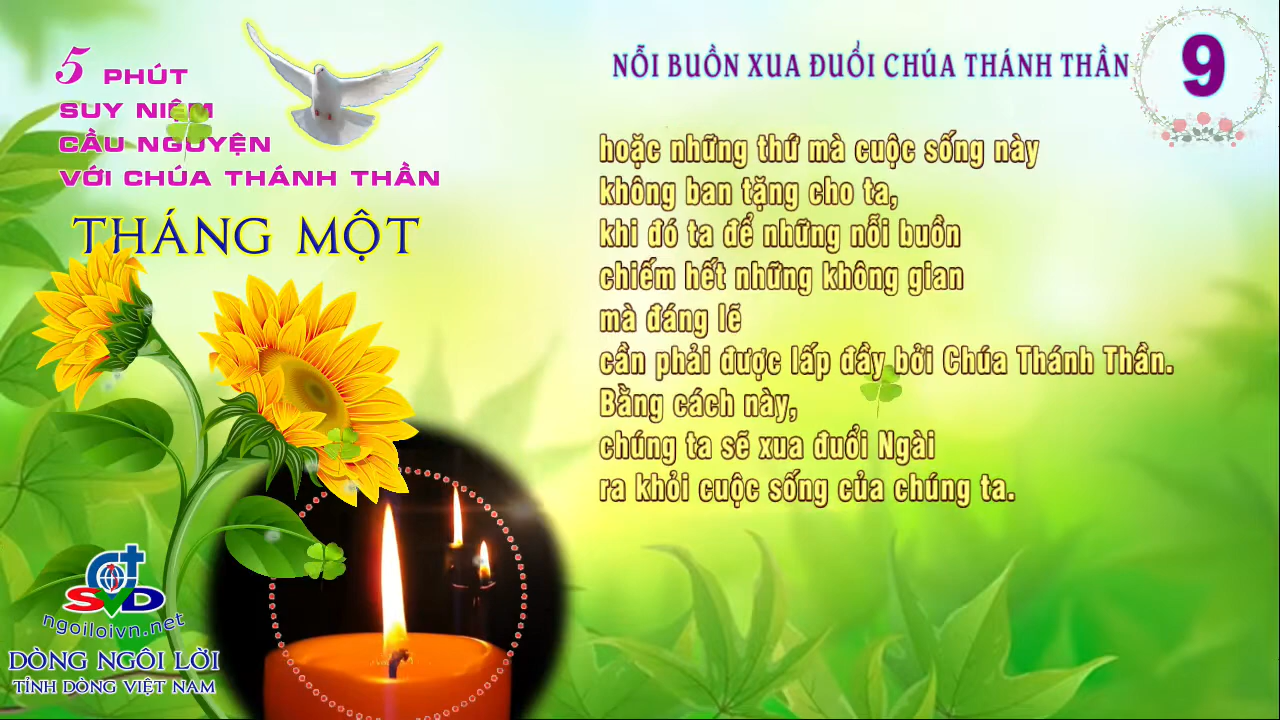 5 PHÚT
SUY NIỆM
CẦU NGUYỆN
VỚI CHÚA THÁNH THẦN
THÁNG MỘT
NỖI BUỒN XUA ĐUỔI CHÚA THÁNH THẦN
9
hoặc những thứ mà cuộc sống này
không ban tặng cho ta,
khi đó ta để những nỗi buồn
chiếm hết những không gian
mà đáng lẽ
cần phải được lấp đầy bởi Chúa Thánh Thần.
Bằng cách này,
chúng ta sẽ xua đuổi Ngài
ra khỏi cuộc sống của chúng ta.
SVD
ngoiloivn.net
DÒNG NGÔI LỜI
TỈNH DÒNG VIỆT NAM